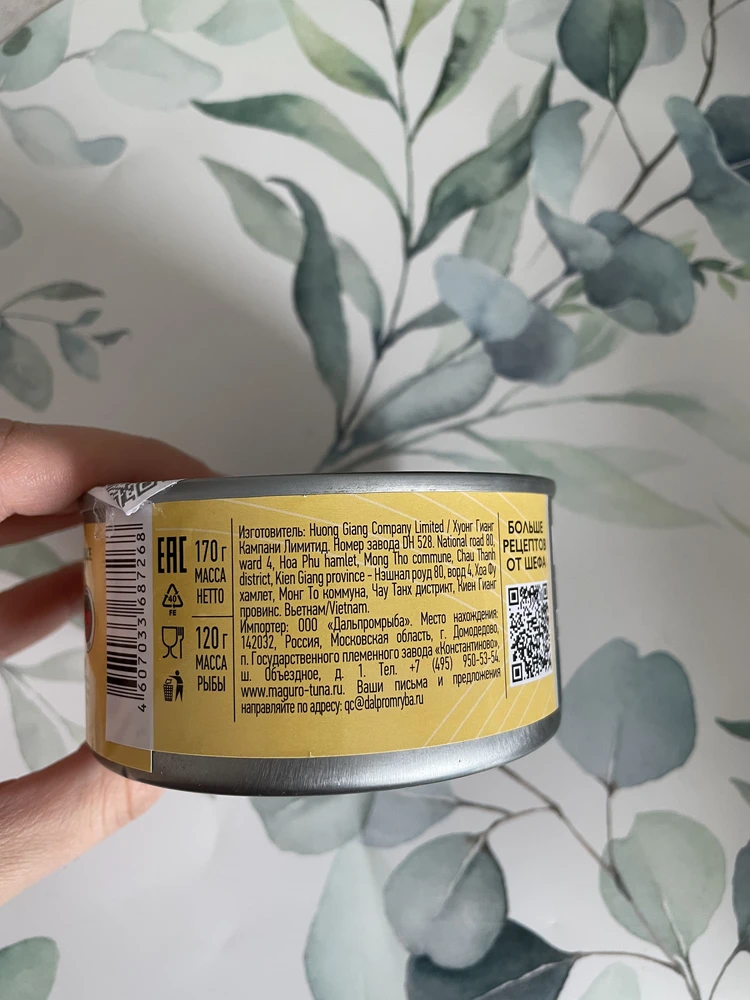 4 607033 687268
EAC
170 г
МАССА
НЕТТО
40
FE
120 г
МАССА
РЫБЫ
Изготовитель: Huong Giang Company Limited / Хуонг Гианг
Кампани Лимитид. Номер завода DH 528. National road 80,
ward 4, Hoa Phu hamlet, Mong Tho commune, Chau Thanh
district, Kien Giang province - Нэшнал роуд 80, ворд 4, Хоа Фу
хамлет, Монг То коммуна, Чау Танх дистрикт, Киен Гианг
провинс. Вьетнам/Vietnam.
Импортер: ООО «Дальпромрыба». Место нахождения:
142032, Россия, Московская область, г. Домодедово,
п. Государственного племенного завода «Константиново»,
ш. Объездное, д. 1. Тел. +7 (495) 950-53-54.
www.maguro-tuna.ru. Ваши письма и предложения
направляйте по адресу: qc@dalpromryba.ru
БОЛЬШЕ
РЕЦЕПТОВ
ОТ ШЕФА